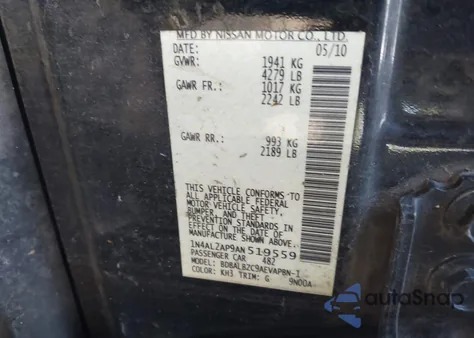 MFD BY NISSAN MOTOR CO., LTD.
DATE: 05/10
GVWR: 1941 KG
4279 LB
GAWR FR.: 1017 KG
2242 LB
GAWR RR.: 993 KG
2189 LB
THIS VEHICLE CONFORMS TO
ALL APPLICABLE FEDERAL
MOTOR VEHICLE SAFETY,
BUMPER, AND THEFT
PREVENTION STANDARDS IN
EFFECT ON THE DATE OF
MANUFACTURE SHOWN ABOVE.
1N4AL2AP9AN519559
PASSENGER CAR 482
MODEL: BDBALBZC9AEVAPBN-I
COLOR: KH3 TRIM: G 9N00A
autoSnap